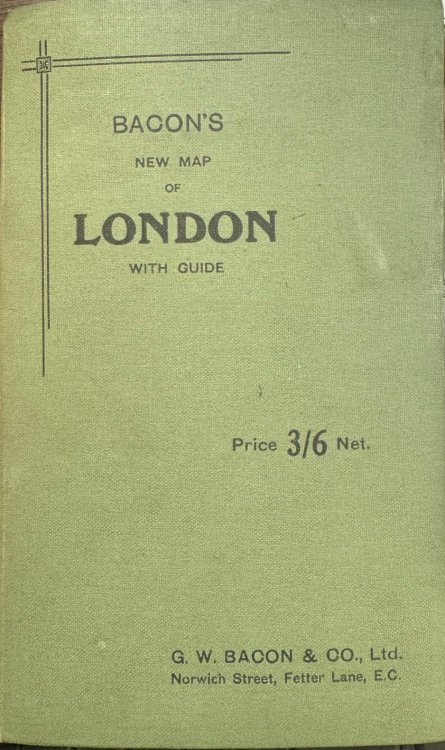 BACON'S
NEW MAP
OF
LONDON
WITH GUIDE
Price 3/6 Net.
G. W. BACON & CO., Ltd.
Norwich Street, Fetter Lane, E.C.